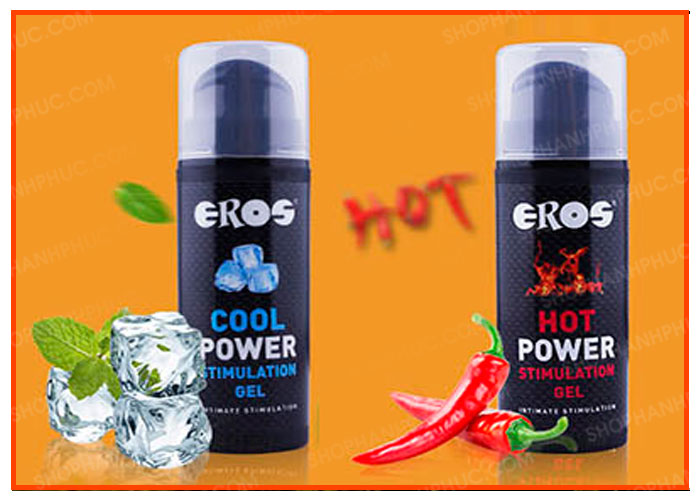 EROS®
COOL
POWER
STIMULATION
GEL
INTIMATE STIMULATION
HOT
EROS®
HOT
POWER
STIMULATION
GEL
INTIMATE STIMULATION
SHOPHANHPHUC.COM